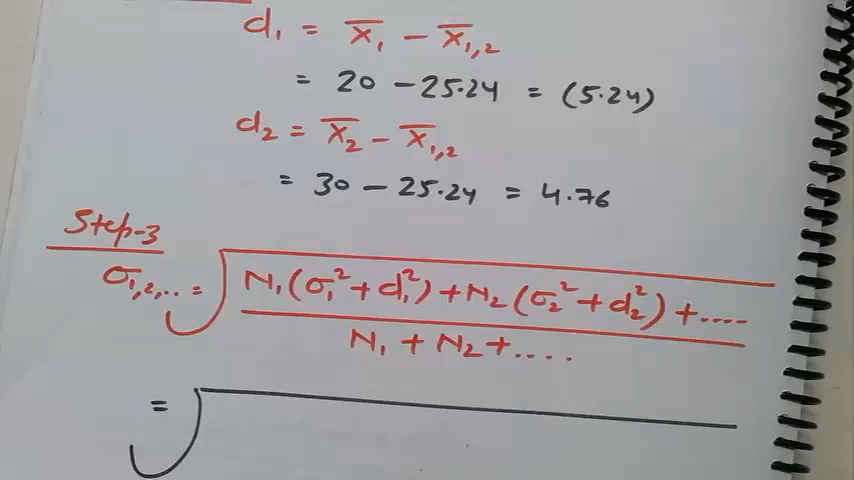 d₁ = X̅₁ − X̅₁,₂
= 20 − 25.24 = (5.24)
d₂ = X̅₂ − X̅₁,₂
= 30 − 25.24 = 4.76
Step-3
σ₁,₂,.. = √
N₁(σ₁² + d₁²) + N₂(σ₂² + d₂²) + ....
N₁ + N₂ + ....
= √